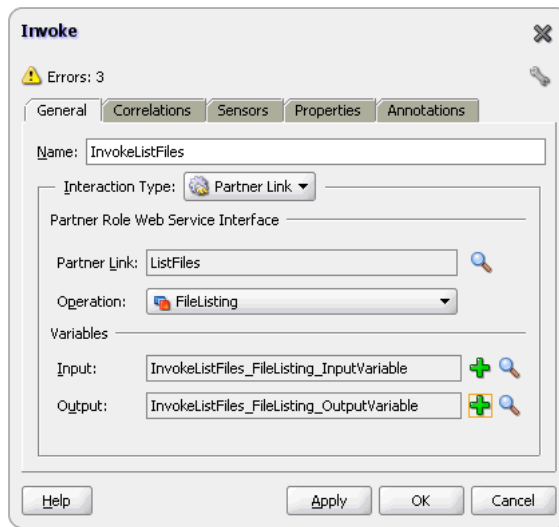 Invoke
Errors: 3
General Correlations Sensors Properties Annotations
Name: InvokeListFiles
Interaction Type: Partner Link
Partner Role Web Service Interface
Partner Link: ListFiles
Operation: FileListing
Variables
Input: InvokeListFiles_FileListing_InputVariable
Output: InvokeListFiles_FileListing_OutputVariable
Help Apply OK Cancel